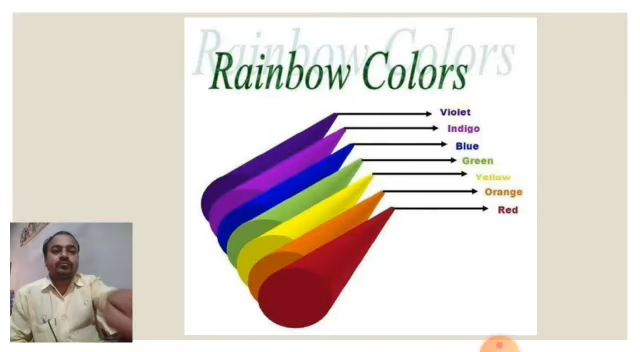 Rainbow Colors
Rainbow Colors
Violet
Indigo
Blue
Green
Yellow
Orange
Red